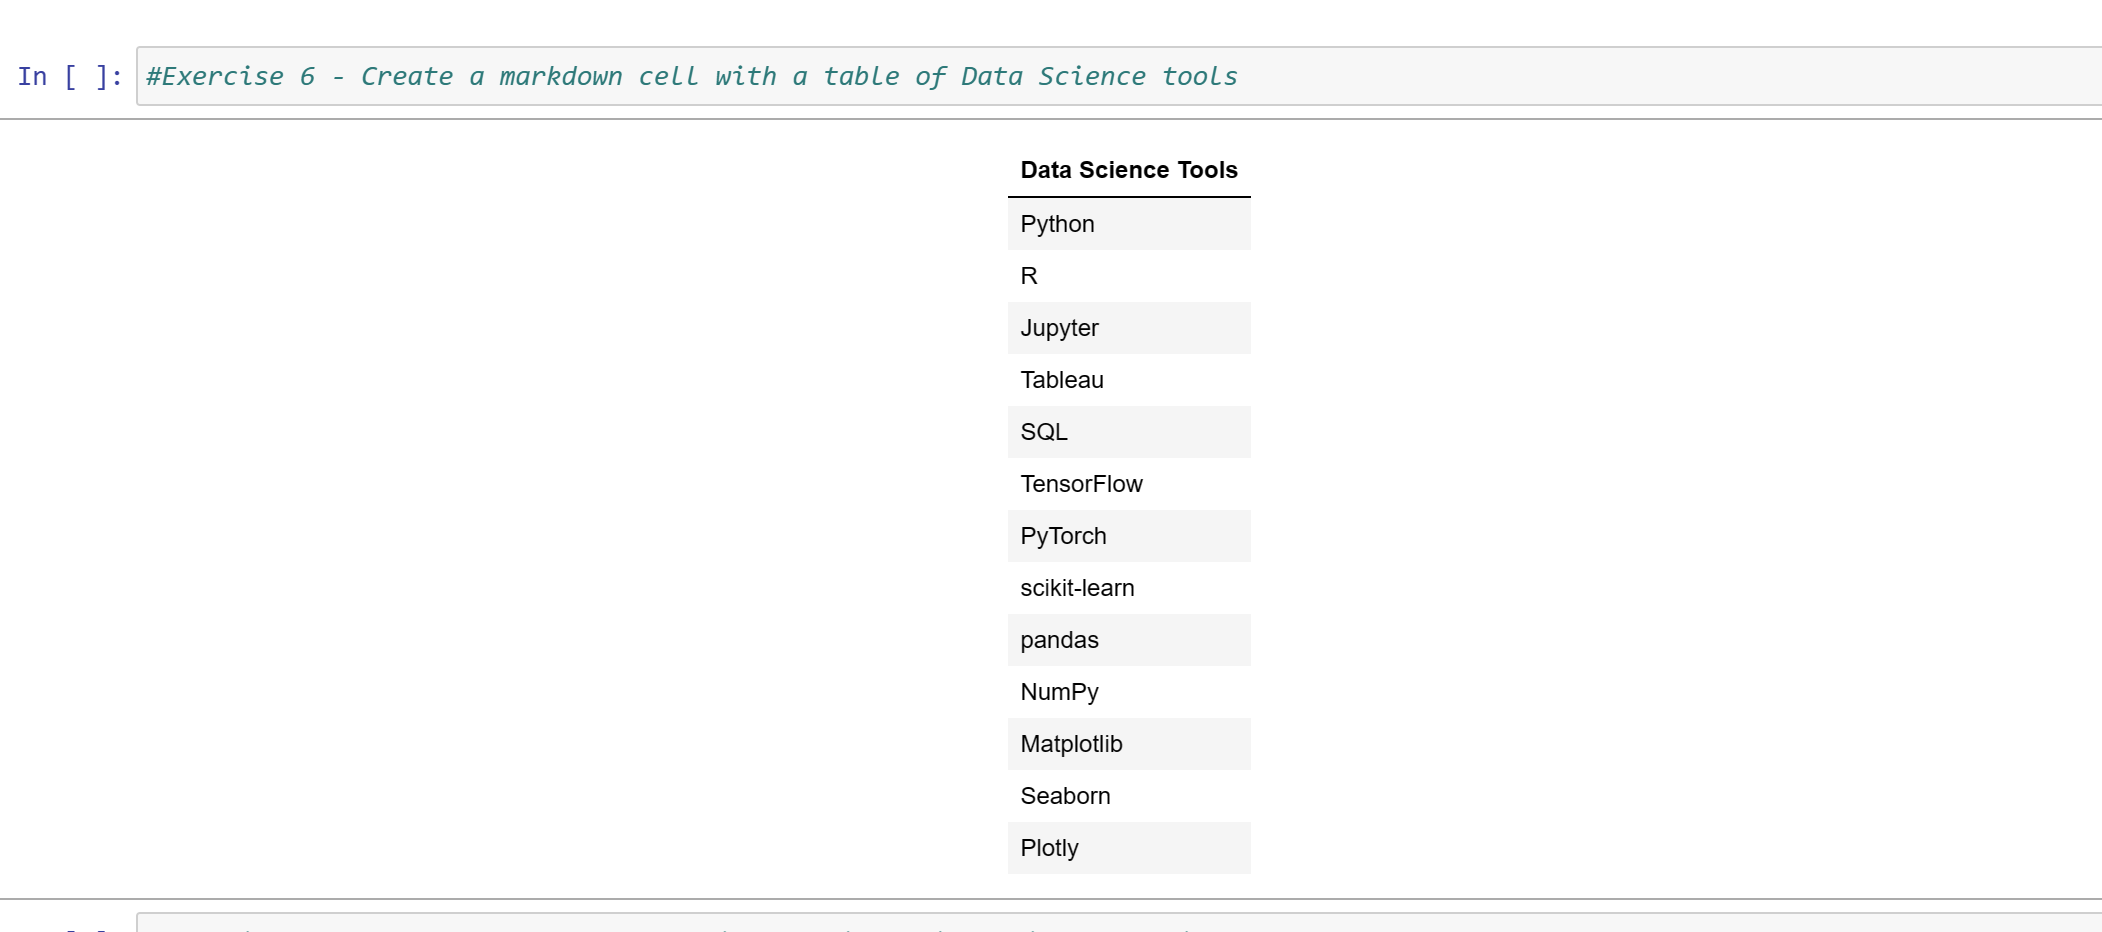 In [ ]: #Exercise 6 - Create a markdown cell with a table of Data Science tools
Data Science Tools
Python
R
Jupyter
Tableau
SQL
TensorFlow
PyTorch
scikit-learn
pandas
NumPy
Matplotlib
Seaborn
Plotly